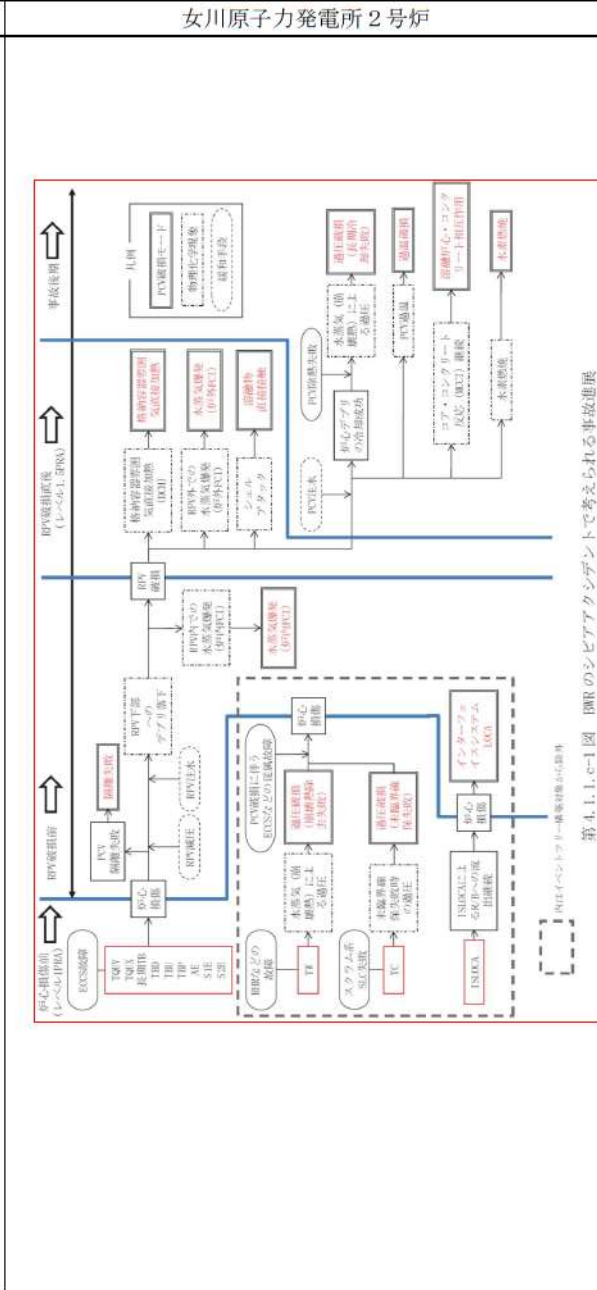 女川原子力発電所2号炉
炉心損傷前
(レベル1PRA)
RPV破損前
RPV破損直後
(レベル1.5PRA)
事故後期
凡例
PCV破損モード
物理化学現象
緩和手段
ECCS故障
TQUV
TQUX
長期TB
TBD
TBU
TBP
AE
S1E
S2E
炉心
損傷
PCV
隔離失敗
隔離失敗
RPV減圧
RPV注水
RPV下部
への
デブリ落下
RPV
破損
RPV内での
水蒸気爆発
(炉内FCI)
水蒸気爆発
(炉内FCI)
格納容器雰囲
気直接加熱
(DCH)
格納容器雰囲
気直接加熱
RPV外での
水蒸気爆発
(炉外FCI)
水蒸気爆発
(炉外FCI)
シェル
アタック
溶融物
直接接触
PCV注水
炉心デブリ
の冷却成功
PCV除熱失敗
水蒸気(崩
壊熱)によ
る過圧
過圧破損
(長期冷
却失敗)
PCV過温
過温破損
コア・コンクリート
反応(MCCI)継続
溶融炉心・コンク
リート相互作用
水素燃焼
水素燃焼
RHRなどの
故障
TW
水蒸気(崩
壊熱)によ
る過圧
過圧破損
(崩壊熱除
去失敗)
PCV破損に伴う
ECCSなどの従属故障
炉心
損傷
スクラム系
SLC失敗
TC
未臨界確
保失敗時
の過圧
過圧破損
(未臨界確
保失敗)
ISLOCA
ISLOCAによ
るR/Bへの流
出継続
炉心
損傷
インターフェ
イスシステム
LOCA
内はイベントツリー構築対象から除外
第4.1.1.c-1図 BWRのシビアアクシデントで考えられる事故進展